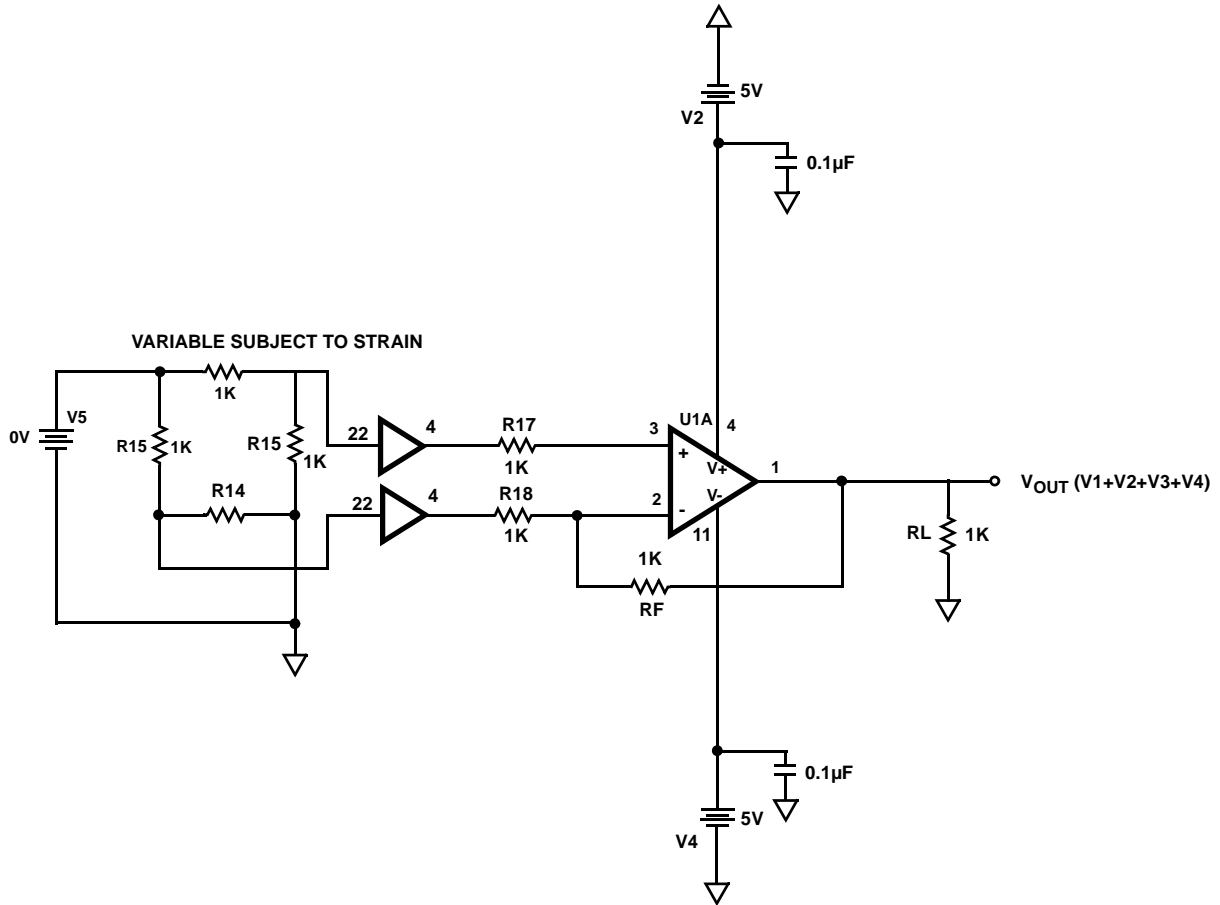 5V
V2
0.1µF
VARIABLE SUBJECT TO STRAIN
1K
V5
0V
R15
1K
R15
1K
R14
22
4
R17
1K
22
4
R18
1K
U1A
4
3
+
V+
1
2
-
V-
11
VOUT (V1+V2+V3+V4)
RL
1K
1K
RF
0.1µF
5V
V4